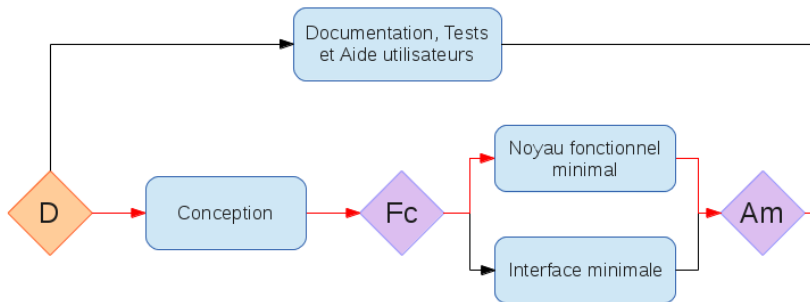 Documentation, Tests
et Aide utilisateurs
D
Conception
Fc
Noyau fonctionnel
minimal
Interface minimale
Am